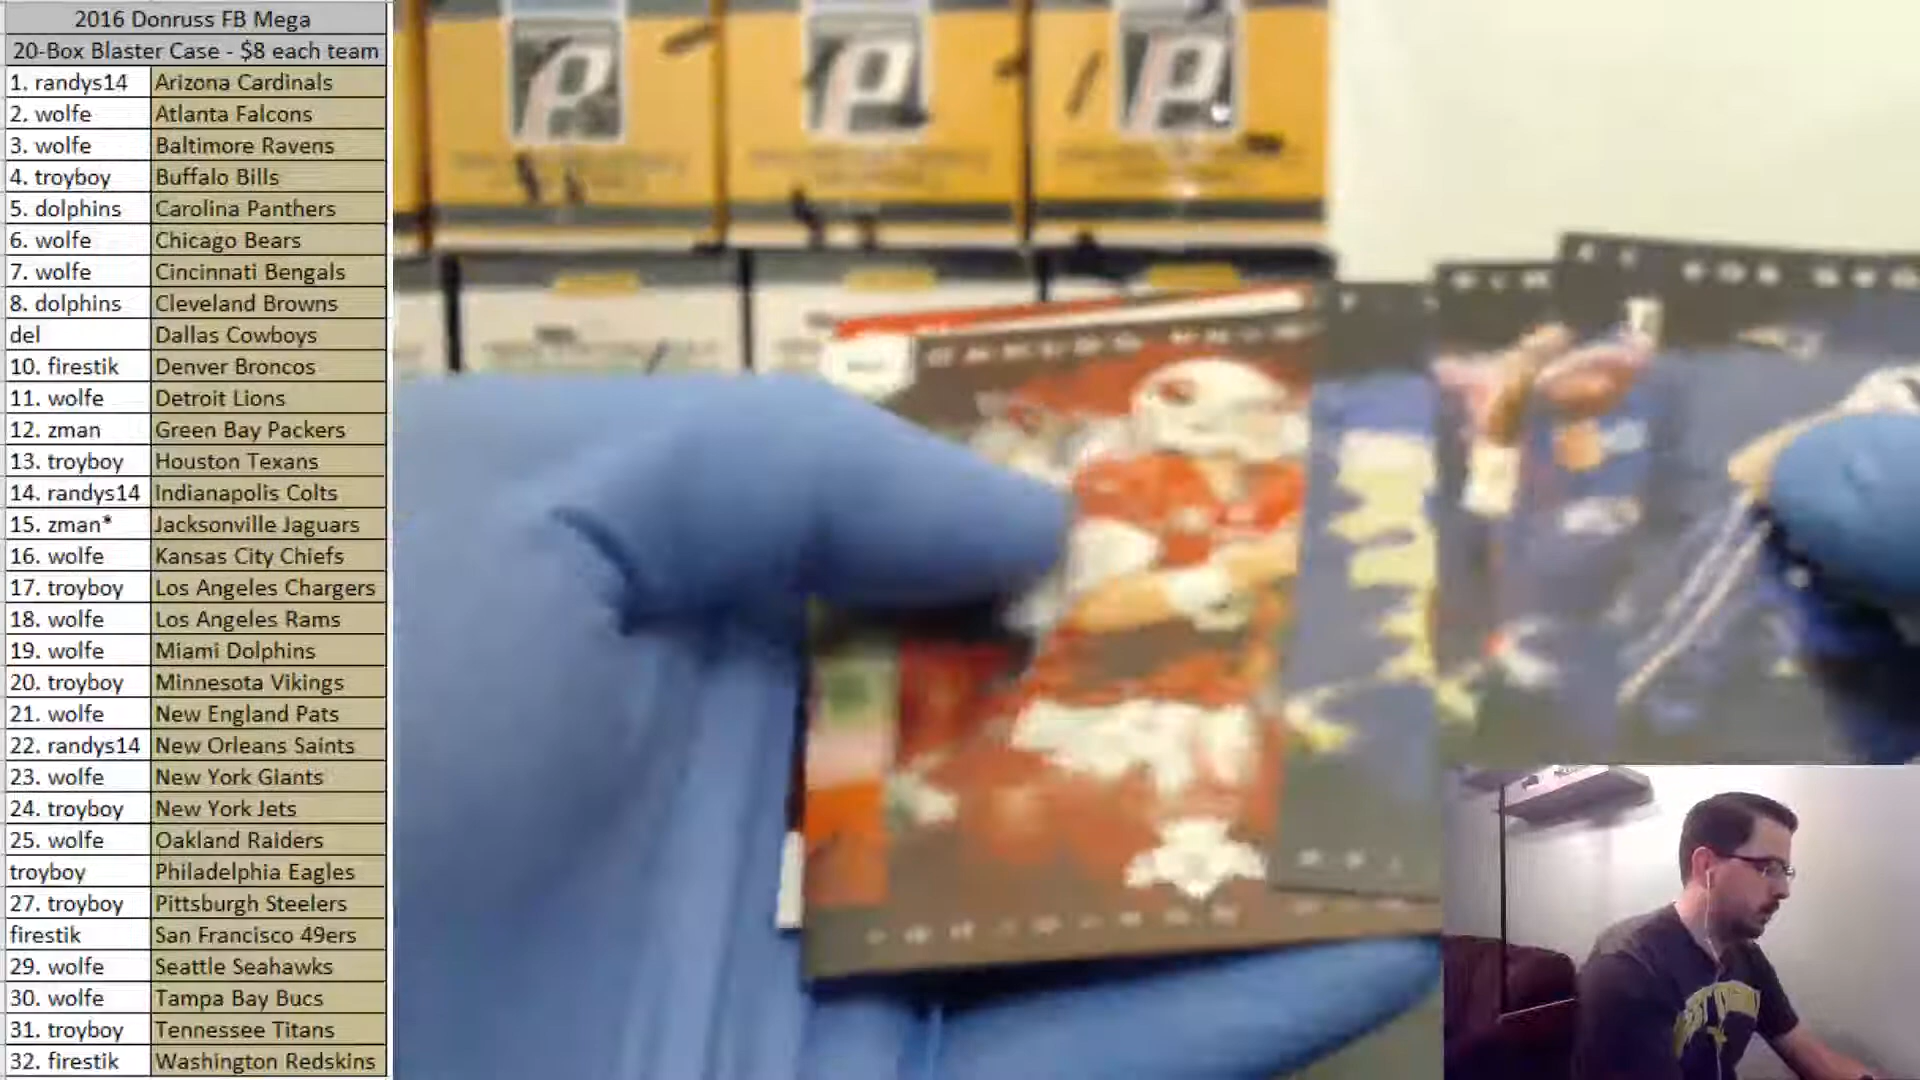 2016 Donruss FB Mega
20-Box Blaster Case - $8 each team
1. randys14 Arizona Cardinals
2. wolfe Atlanta Falcons
3. wolfe Baltimore Ravens
4. troyboy Buffalo Bills
5. dolphins Carolina Panthers
6. wolfe Chicago Bears
7. wolfe Cincinnati Bengals
8. dolphins Cleveland Browns
del Dallas Cowboys
10. firestik Denver Broncos
11. wolfe Detroit Lions
12. zman Green Bay Packers
13. troyboy Houston Texans
14. randys14 Indianapolis Colts
15. zman* Jacksonville Jaguars
16. wolfe Kansas City Chiefs
17. troyboy Los Angeles Chargers
18. wolfe Los Angeles Rams
19. wolfe Miami Dolphins
20. troyboy Minnesota Vikings
21. wolfe New England Pats
22. randys14 New Orleans Saints
23. wolfe New York Giants
24. troyboy New York Jets
25. wolfe Oakland Raiders
troyboy Philadelphia Eagles
27. troyboy Pittsburgh Steelers
firestik San Francisco 49ers
29. wolfe Seattle Seahawks
30. wolfe Tampa Bay Bucs
31. troyboy Tennessee Titans
32. firestik Washington Redskins
P P P